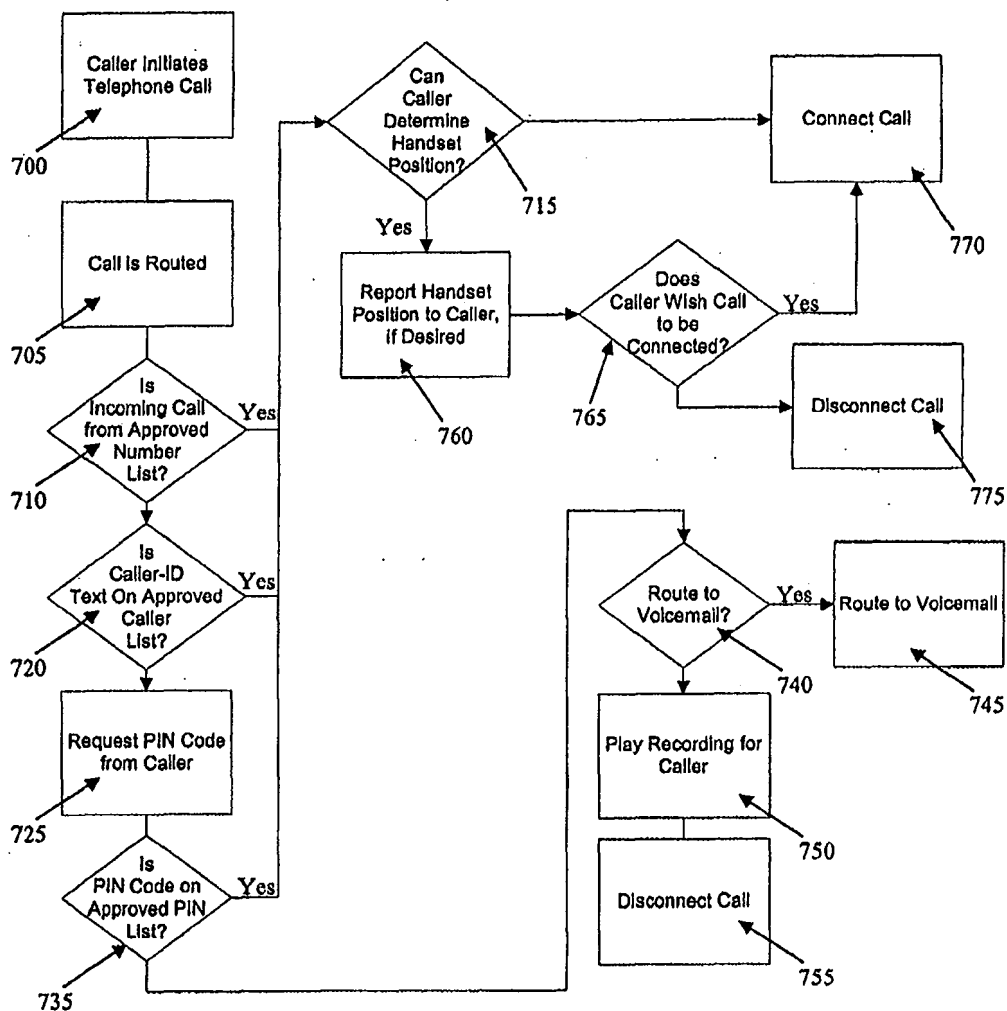 Caller Initiates
Telephone Call
700
Call Is Routed
705
Is
Incoming Call
from Approved
Number
List?
Yes
710
Is
Caller-ID
Text On Approved
Caller
List?
Yes
720
Request PIN Code
from Caller
725
Is
PIN Code on
Approved PIN
List?
Yes
735
Can
Caller
Determine
Handset
Position?
715
Yes
Report Handset
Position to Caller,
if Desired
760
Does
Caller Wish Call
to be
Connected?
Yes
765
Connect Call
770
Disconnect Call
775
Route to
Voicemail?
Yes
740
Route to Voicemail
745
Play Recording for
Caller
750
Disconnect Call
755